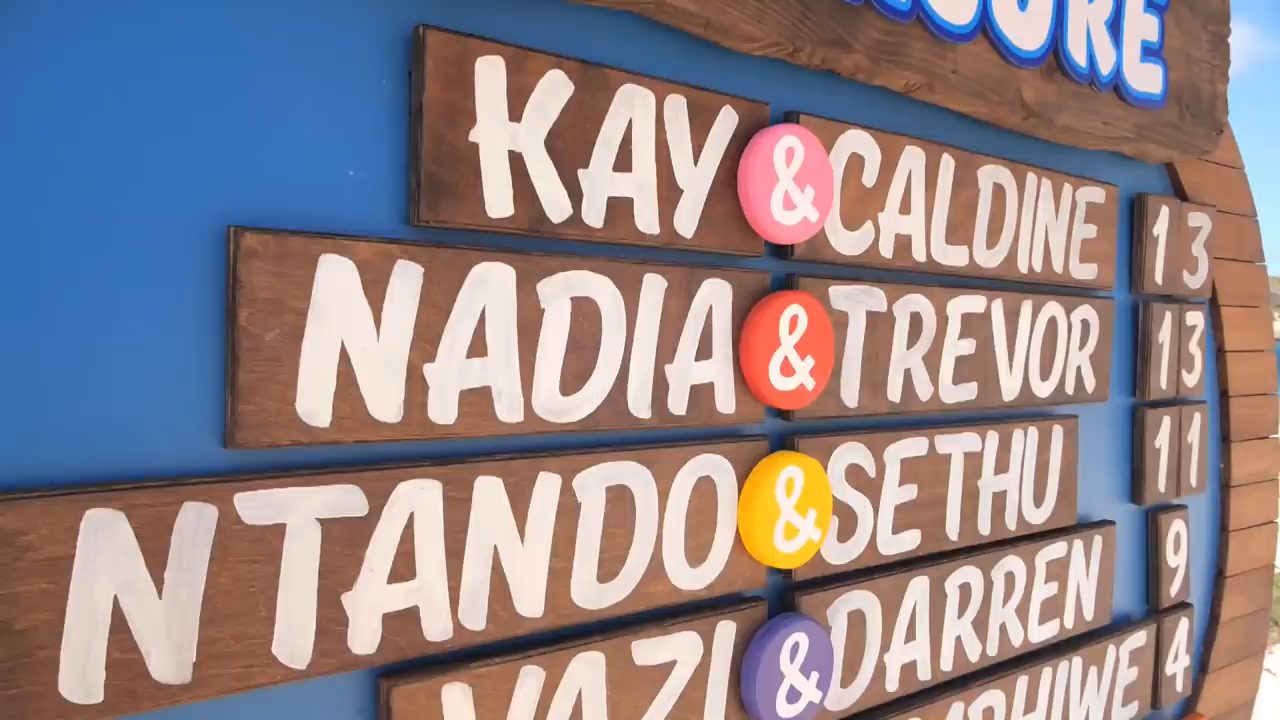 KAY & CALDINE 13
NADIA & TREVOR 13
NTANDO & SETHU 11
& DARREN 9
4